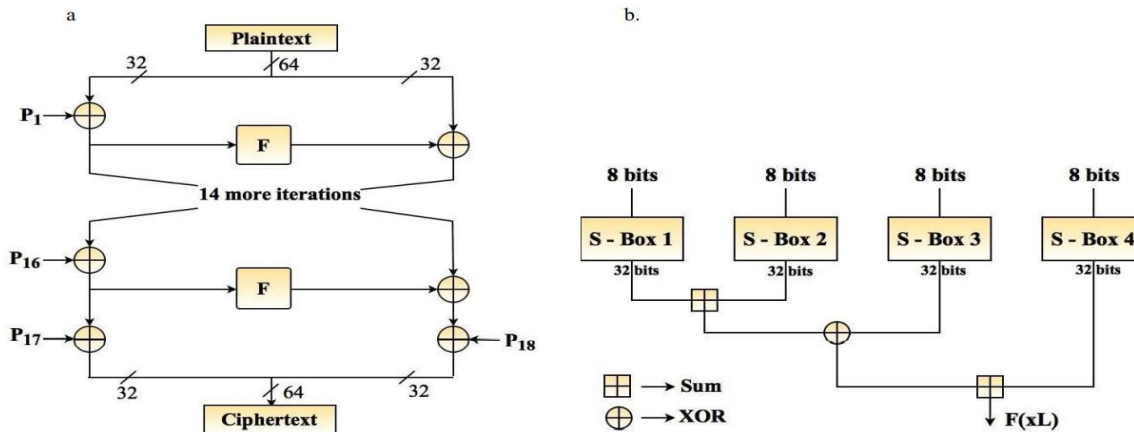 a
Plaintext
32
64
32
P1
F
14 more iterations
P16
F
P17
P18
32
64
32
Ciphertext
b.
8 bits
8 bits
8 bits
8 bits
S - Box 1
S - Box 2
S - Box 3
S - Box 4
32 bits
32 bits
32 bits
32 bits
Sum
XOR
F(xL)